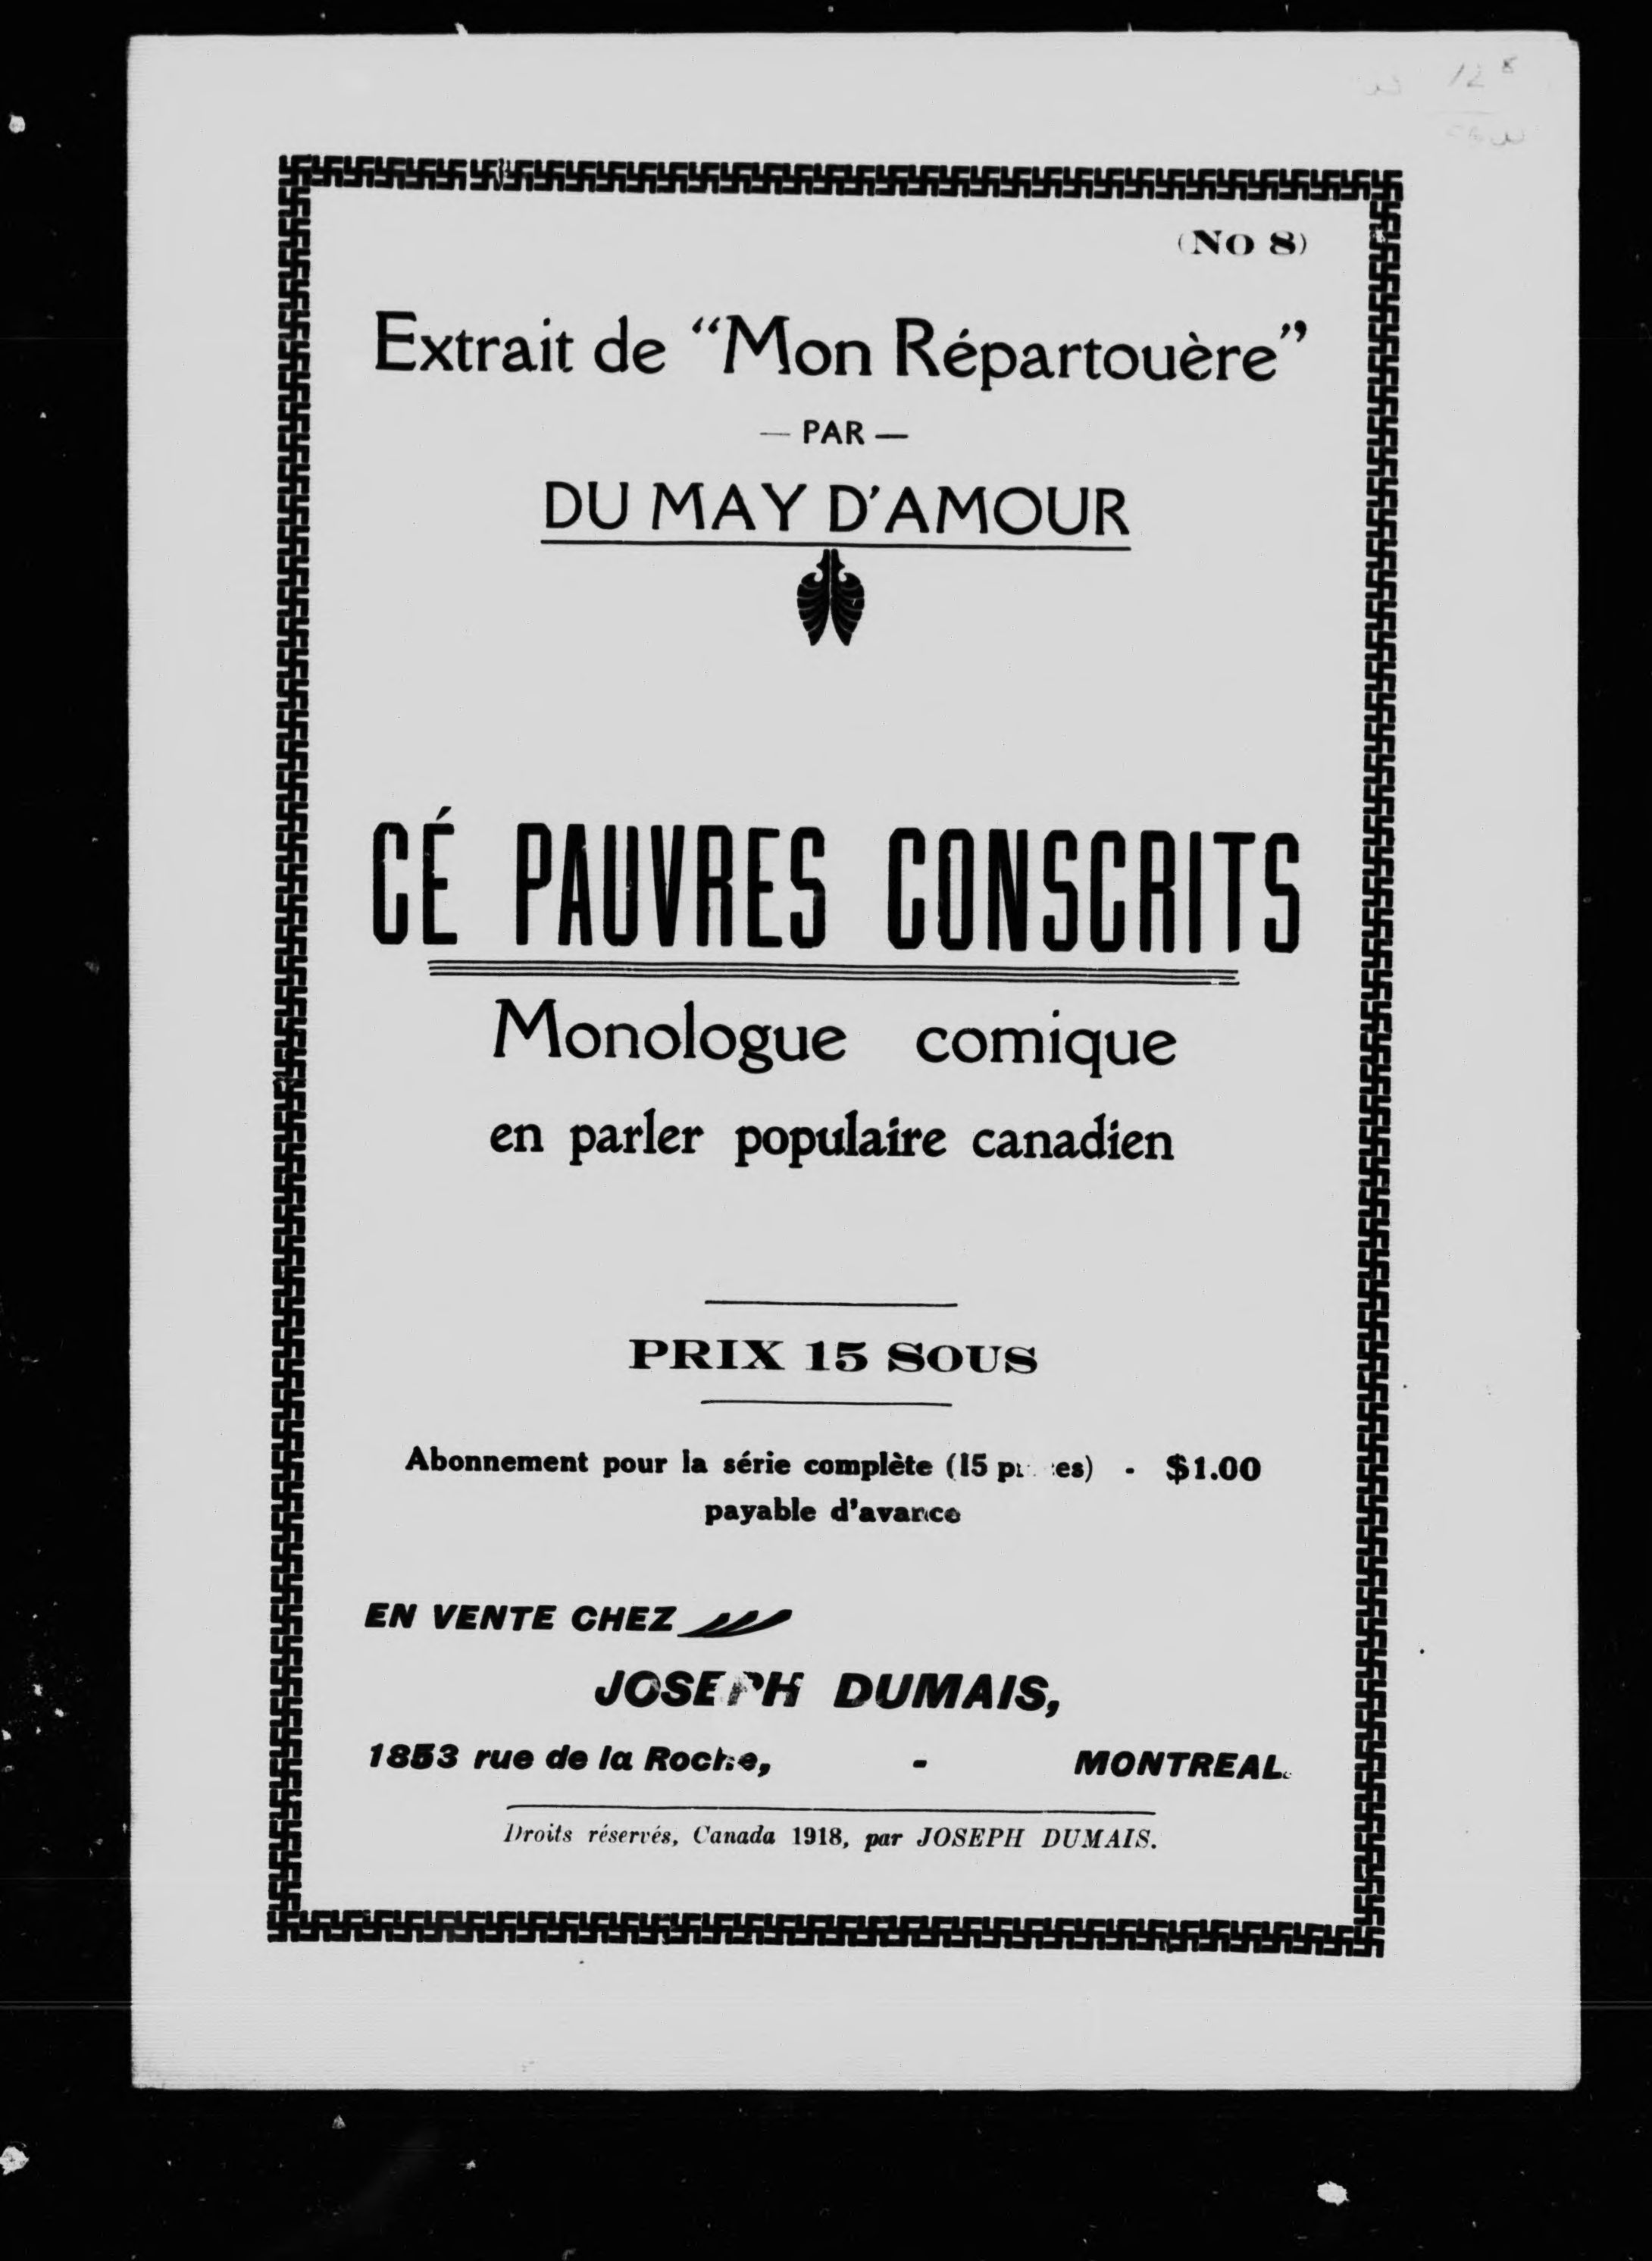 (No 8)
Extrait de “Mon Répartouère”
— PAR —
DU MAY D’AMOUR
CÉ PAUVRES CONSCRITS
Monologue comique
en parler populaire canadien
PRIX 15 SOUS
Abonnement pour la série complète (15 - $1.00
payable d’avance
EN VENTE CHEZ
JOSEPH DUMAIS,
1853 rue de la Roche, - MONTREAL.
Droits réservés, Canada 1918, par JOSEPH DUMAIS.